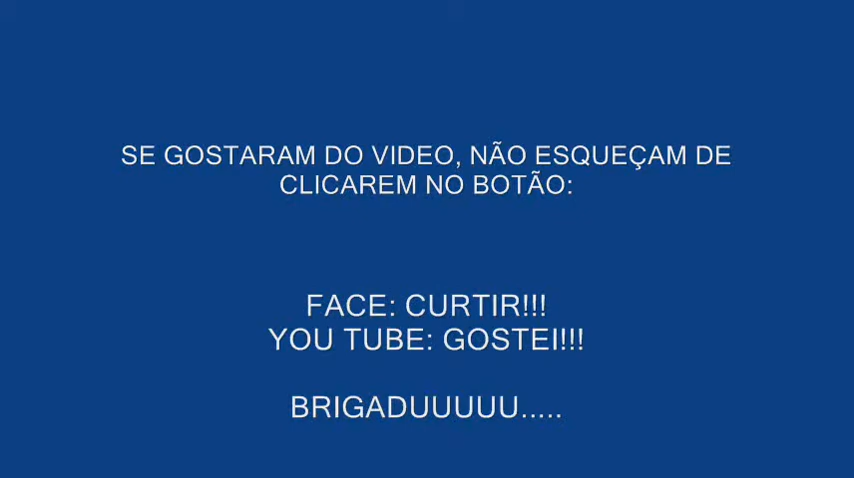 SE GOSTARAM DO VIDEO, NÃO ESQUEÇAM DE
CLICAREM NO BOTÃO:
FACE: CURTIR!!!
YOU TUBE: GOSTEI!!!
BRIGADUUUUU.....